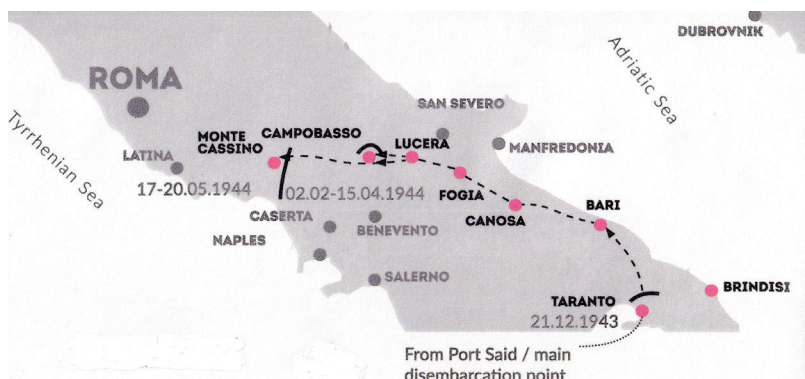 DUBROVNIK
Adriatic Sea
ROMA
Tyrrhenian Sea
SAN SEVERO
MONTE
CASSINO
CAMPOBASSO
LUCERA
MANFREDONIA
LATINA
17-20.05.1944
02.02-15.04.1944
FOGIA
CANOSA
BARI
CASERTA
BENEVENTO
NAPLES
SALERNO
BRINDISI
TARANTO
21.12.1943
From Port Said / main
disembarcation point